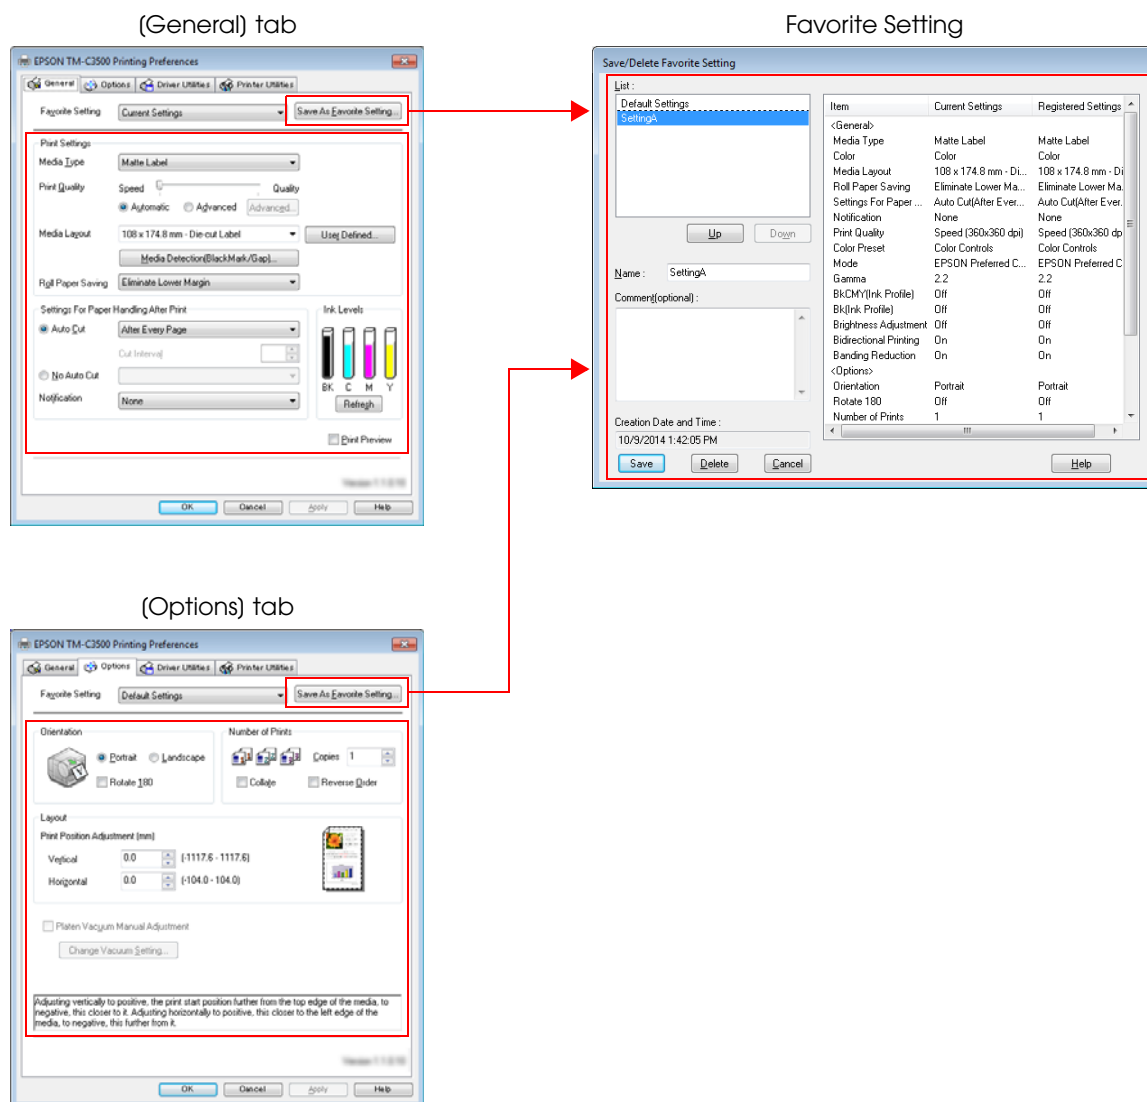 (General) tab
EPSON TM-C3500 Printing Preferences
General Options Driver Utilities Printer Utilities
Favorite Setting Current Settings Save As Favorite Setting...
Print Settings
Media Type Matte Label
Print Quality Speed Quality
Automatic Advanced Advanced...
Media Layout 108 x 174.8 mm - Die-cut Label User Defined...
Media Detection(BlackMark/Gap)...
Roll Paper Saving Eliminate Lower Margin
Settings For Paper Handling After Print Ink Levels
Auto Cut After Every Page
Cut Interval
No Auto Cut
BK C M Y
Notification None Refresh
Print Preview
OK Cancel Apply Help
Favorite Setting
Save/Delete Favorite Setting
List :
Default Settings
SettingA
Up Down
Name : SettingA
Comment(optional) :
Creation Date and Time :
10/9/2014 1:42:05 PM
Save Delete Cancel
Item Current Settings Registered Settings
<General>
Media Type Matte Label Matte Label
Color Color Color
Media Layout 108 x 174.8 mm - Di... 108 x 174.8 mm - Di
Roll Paper Saving Eliminate Lower Ma... Eliminate Lower Ma.
Settings For Paper ... Auto Cut(After Ever... Auto Cut(After Ever.
Notification None None
Print Quality Speed (360x360 dpi) Speed (360x360 dp
Color Preset Color Controls Color Controls
Mode EPSON Preferred C... EPSON Preferred C
Gamma 2.2 2.2
BkCMY(Ink Profile) Off Off
Bk(Ink Profile) Off Off
Brightness Adjustment Off Off
Bidirectional Printing On On
Banding Reduction On On
<Options>
Orientation Portrait Portrait
Rotate 180 Off Off
Number of Prints 1 1
Help
(Options) tab
EPSON TM-C3500 Printing Preferences
General Options Driver Utilities Printer Utilities
Favorite Setting Default Settings Save As Favorite Setting...
Orientation Number of Prints
Portrait Landscape Copies 1
Rotate 180 Collate Reverse Order
Layout
Print Position Adjustment [mm]
Vertical 0.0 (-1117.6 - 1117.6)
Horizontal 0.0 (-104.0 - 104.0)
Platen Vacuum Manual Adjustment
Change Vacuum Setting...
Adjusting vertically to positive, the print start position further from the top edge of the media, to
negative, this closer to it. Adjusting horizontally to positive, this closer to the left edge of the
media, to negative, this further from it.
OK Cancel Apply Help